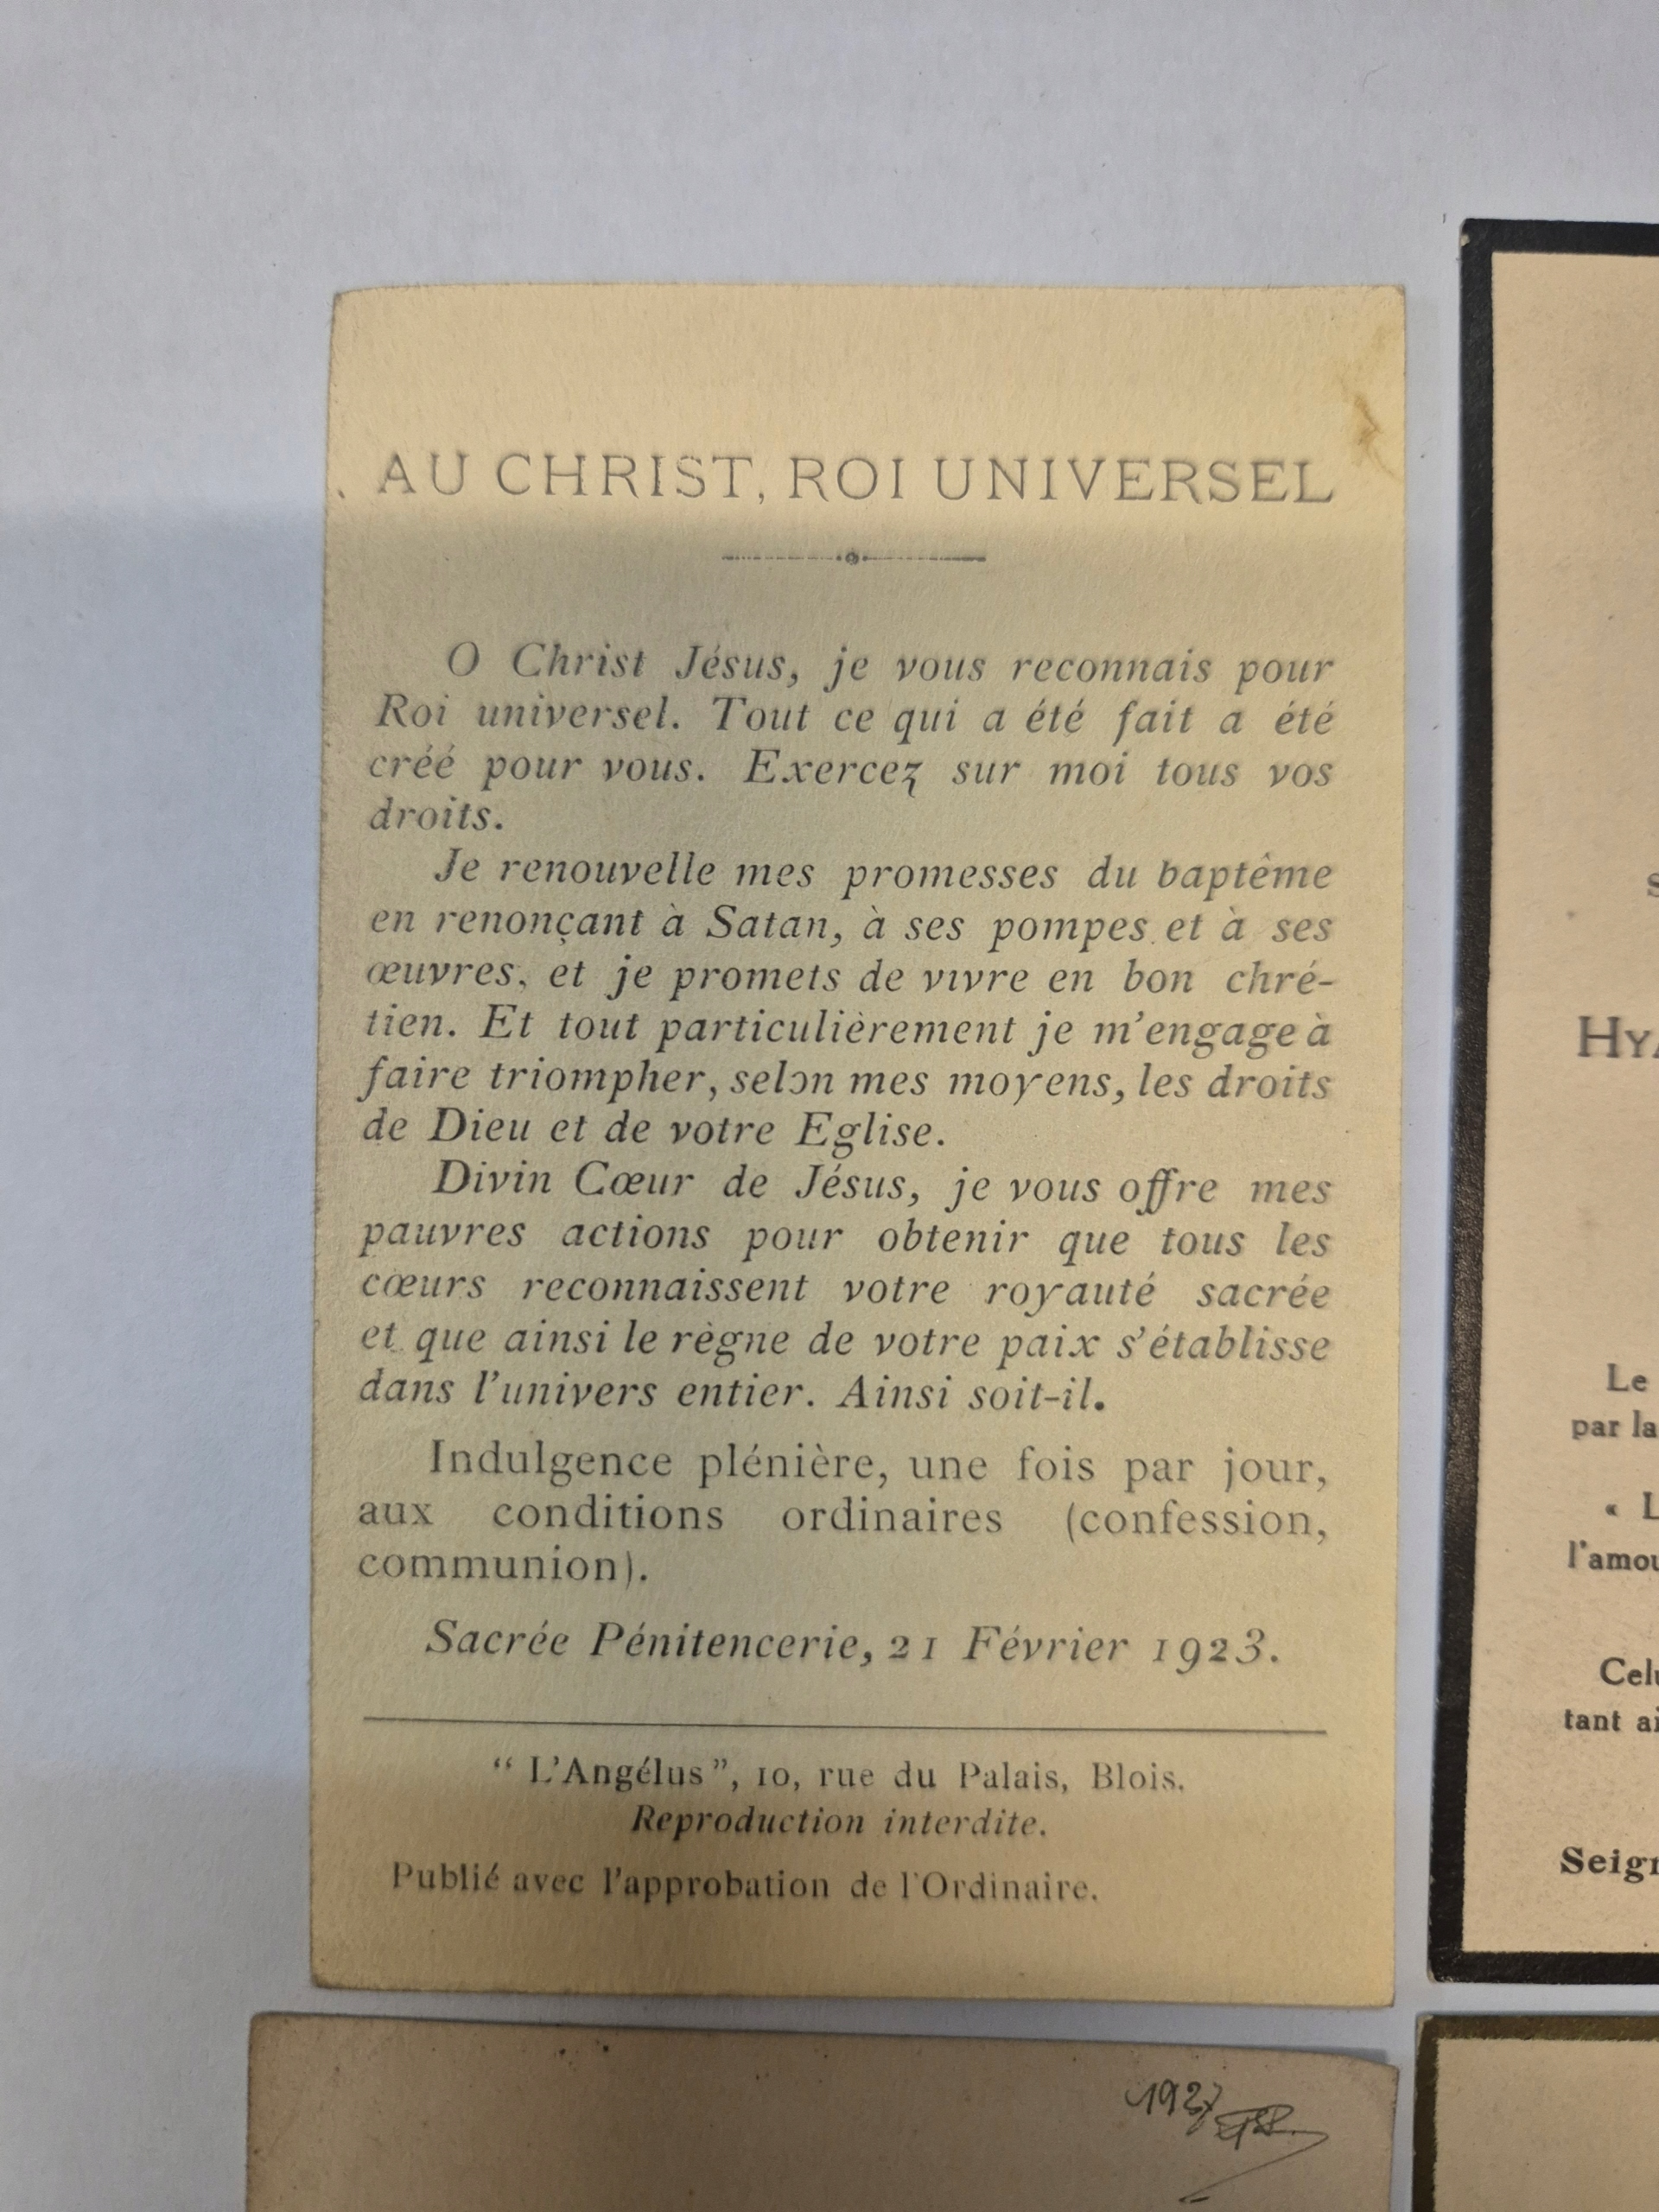 AU CHRIST, ROI UNIVERSEL
O Christ Jésus, je vous reconnais pour
Roi universel. Tout ce qui a été fait a été
créé pour vous. Exercez sur moi tous vos
droits.
Je renouvelle mes promesses du baptême
en renonçant à Satan, à ses pompes et à ses
œuvres, et je promets de vivre en bon chré-
tien. Et tout particulièrement je m'engage à
faire triompher, selon mes moyens, les droits
de Dieu et de votre Eglise.
Divin Cœur de Jésus, je vous offre mes
pauvres actions pour obtenir que tous les
cœurs reconnaissent votre royauté sacrée
et que ainsi le règne de votre paix s'établisse
dans l'univers entier. Ainsi soit-il.
Indulgence plénière, une fois par jour,
aux conditions ordinaires (confession,
communion).
Sacrée Pénitencerie, 21 Février 1923.
“ L'Angélus ”, 10, rue du Palais, Blois.
Reproduction interdite.
Publié avec l'approbation de l'Ordinaire.
Le
par la
« L
tant
1937